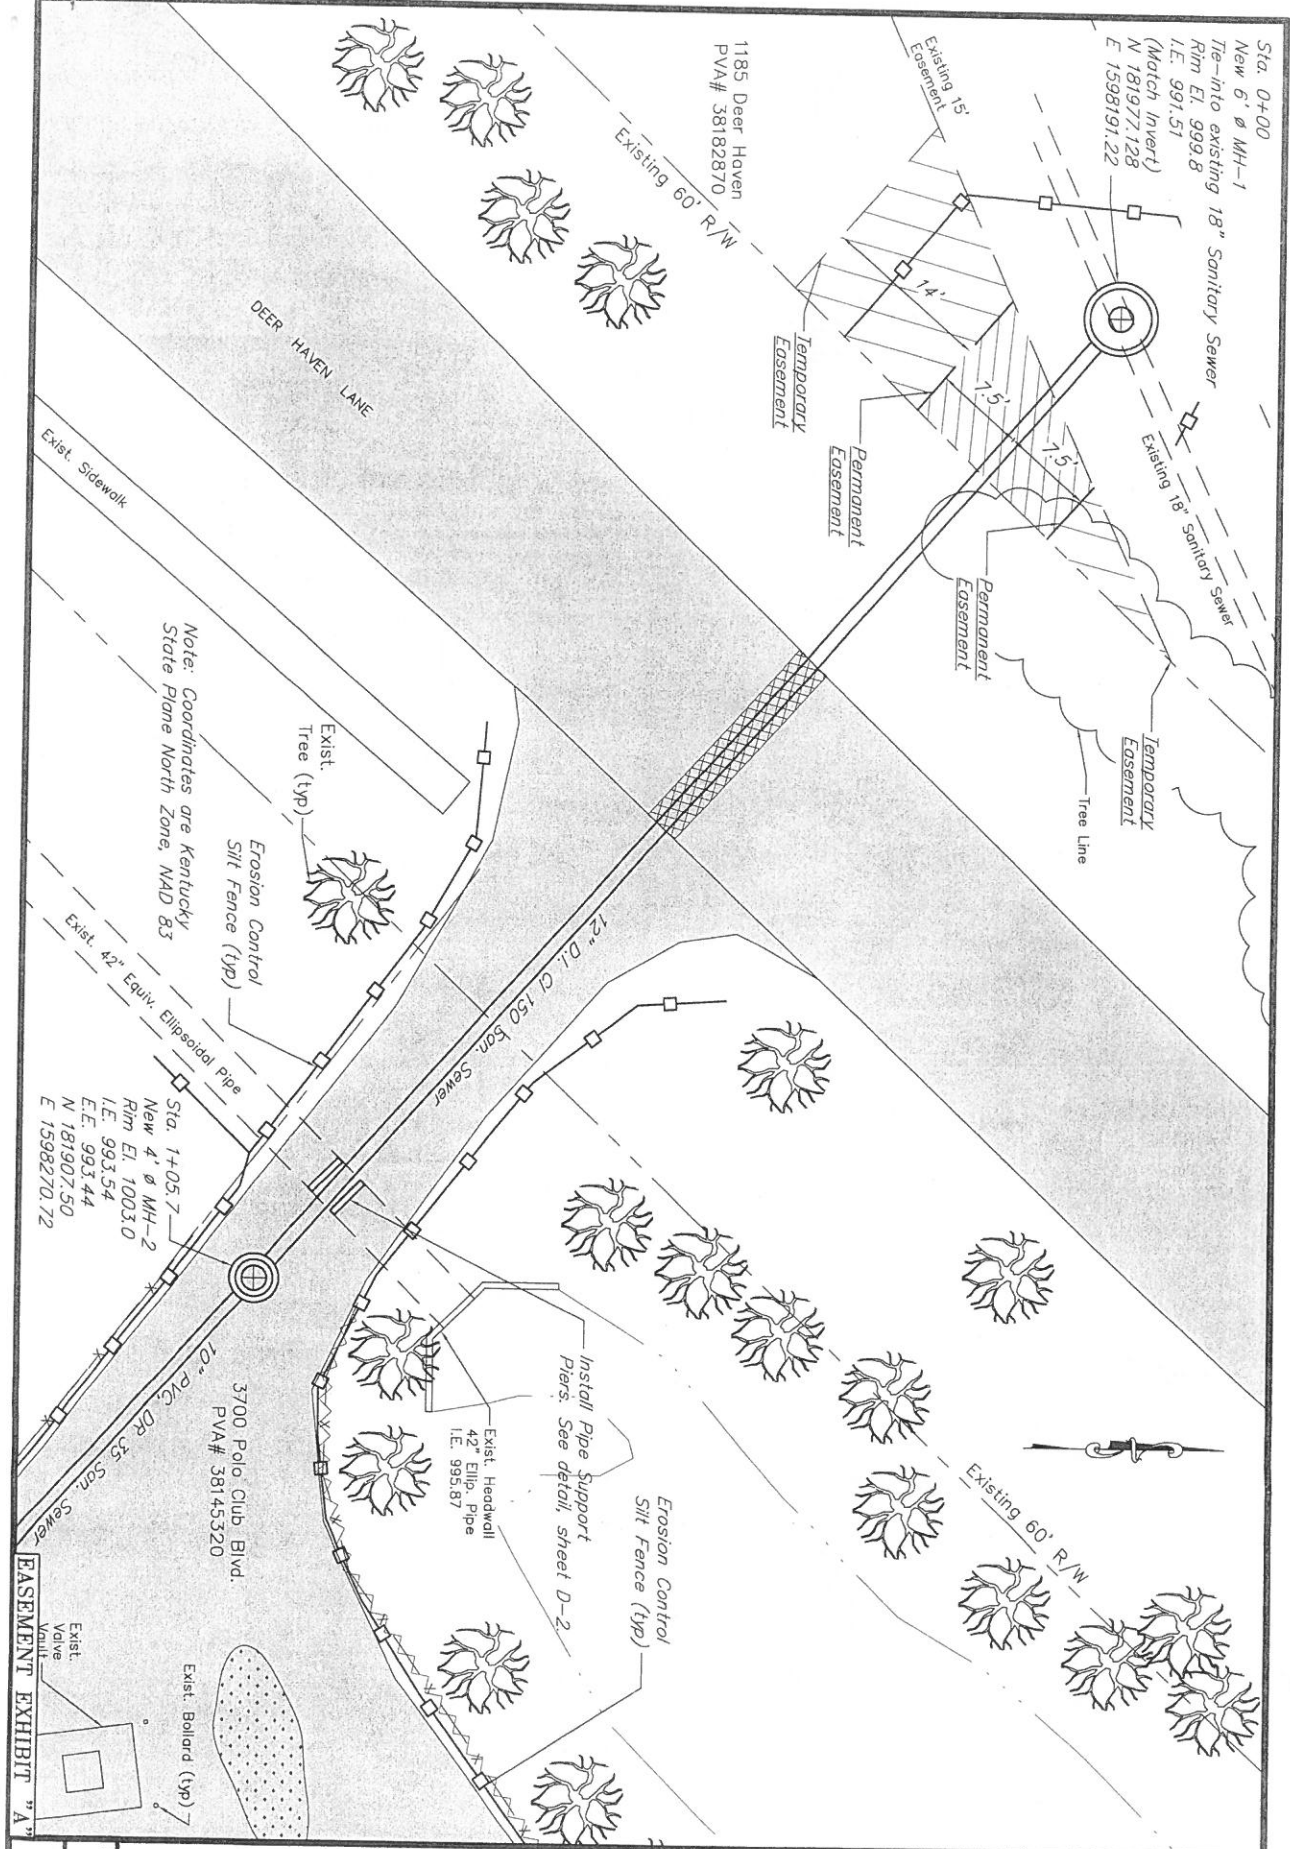 Sta. 0+00
New 6' ø MH-1
Tie-into existing 18" Sanitary Sewer
Rim El. 999.8
I.E. 991.51
(Match Invert)
N 181977.128
E 1598191.22
Existing 15'
Easement
1185 Deer Haven
PVA# 38182870
Existing 60' R/W
14'
7.5'
7.5'
Temporary
Easement
Permanent
Easement
Permanent
Easement
Temporary
Easement
Existing 18" Sanitary Sewer
Tree Line
DEER HAVEN LANE
Exist. Sidewalk
Note: Coordinates are Kentucky
State Plane North Zone, NAD 83
Exist.
Tree (typ)
Erosion Control
Silt Fence (typ)
Exist. 42" Equiv. Ellipsoidal Pipe
12" D.I. Cl 150 San. Sewer
Sta. 1+05.7
New 4' ø MH-2
Rim El. 1003.0
I.E. 993.54
E.E. 993.44
N 181907.50
E 1598270.72
10" PVC, DR 35 San. Sewer
3700 Polo Club Blvd.
PVA# 38145320
Install Pipe Support
Piers. See detail, sheet D-2.
Exist. Headwall
42" Ellip. Pipe
I.E. 995.87
Erosion Control
Silt Fence (typ)
Existing 60' R/W
Exist. Bollard (typ)
Exist.
Valve
Vault
EASEMENT EXHIBIT "A"